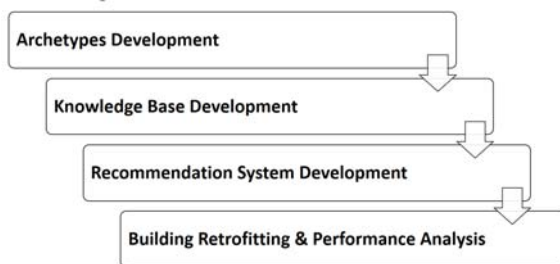 Archetypes Development
Knowledge Base Development
Recommendation System Development
Building Retrofitting & Performance Analysis